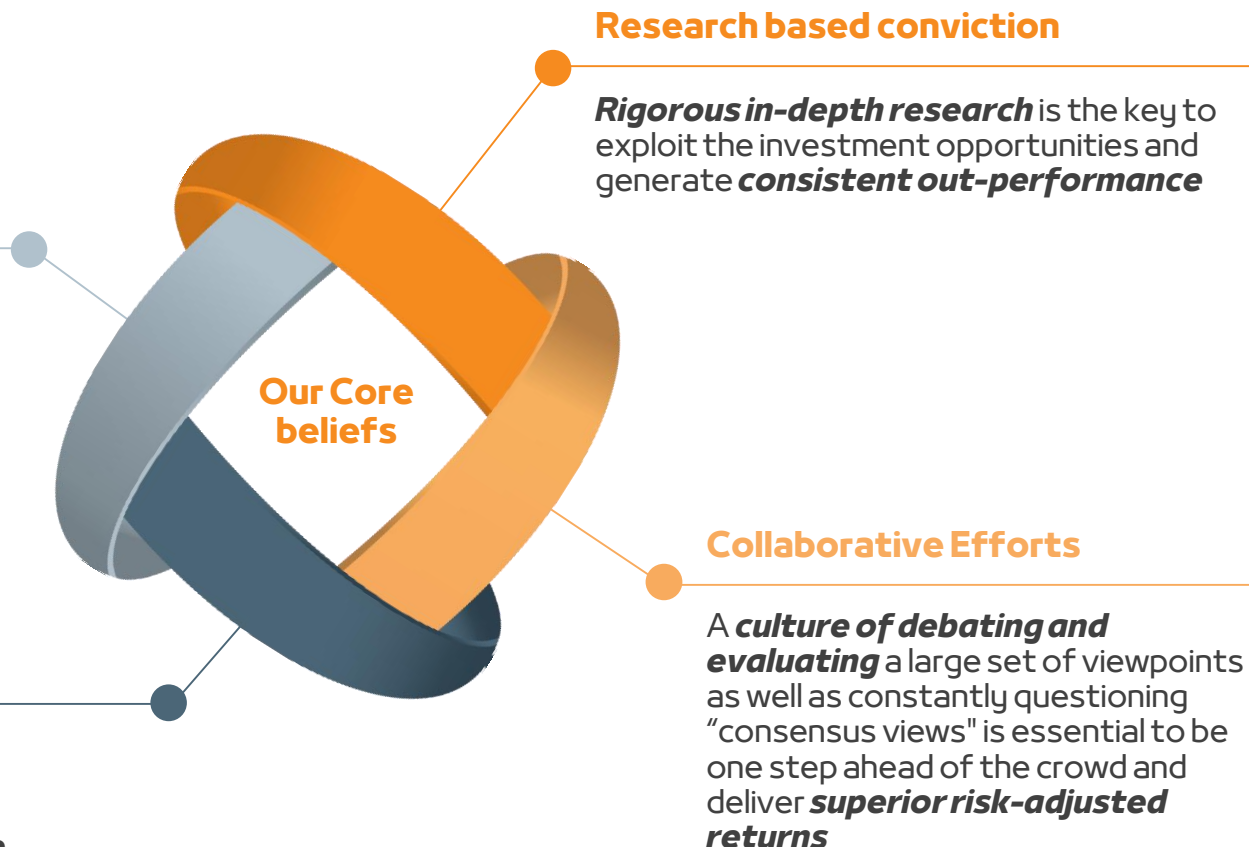 Research based conviction
Rigorous in-depth research is the key to
exploit the investment opportunities and
generate consistent out-performance
Our Core
beliefs
Collaborative Efforts
A culture of debating and
evaluating a large set of viewpoints
as well as constantly questioning
“consensus views" is essential to be
one step ahead of the crowd and
deliver superior risk-adjusted
returns